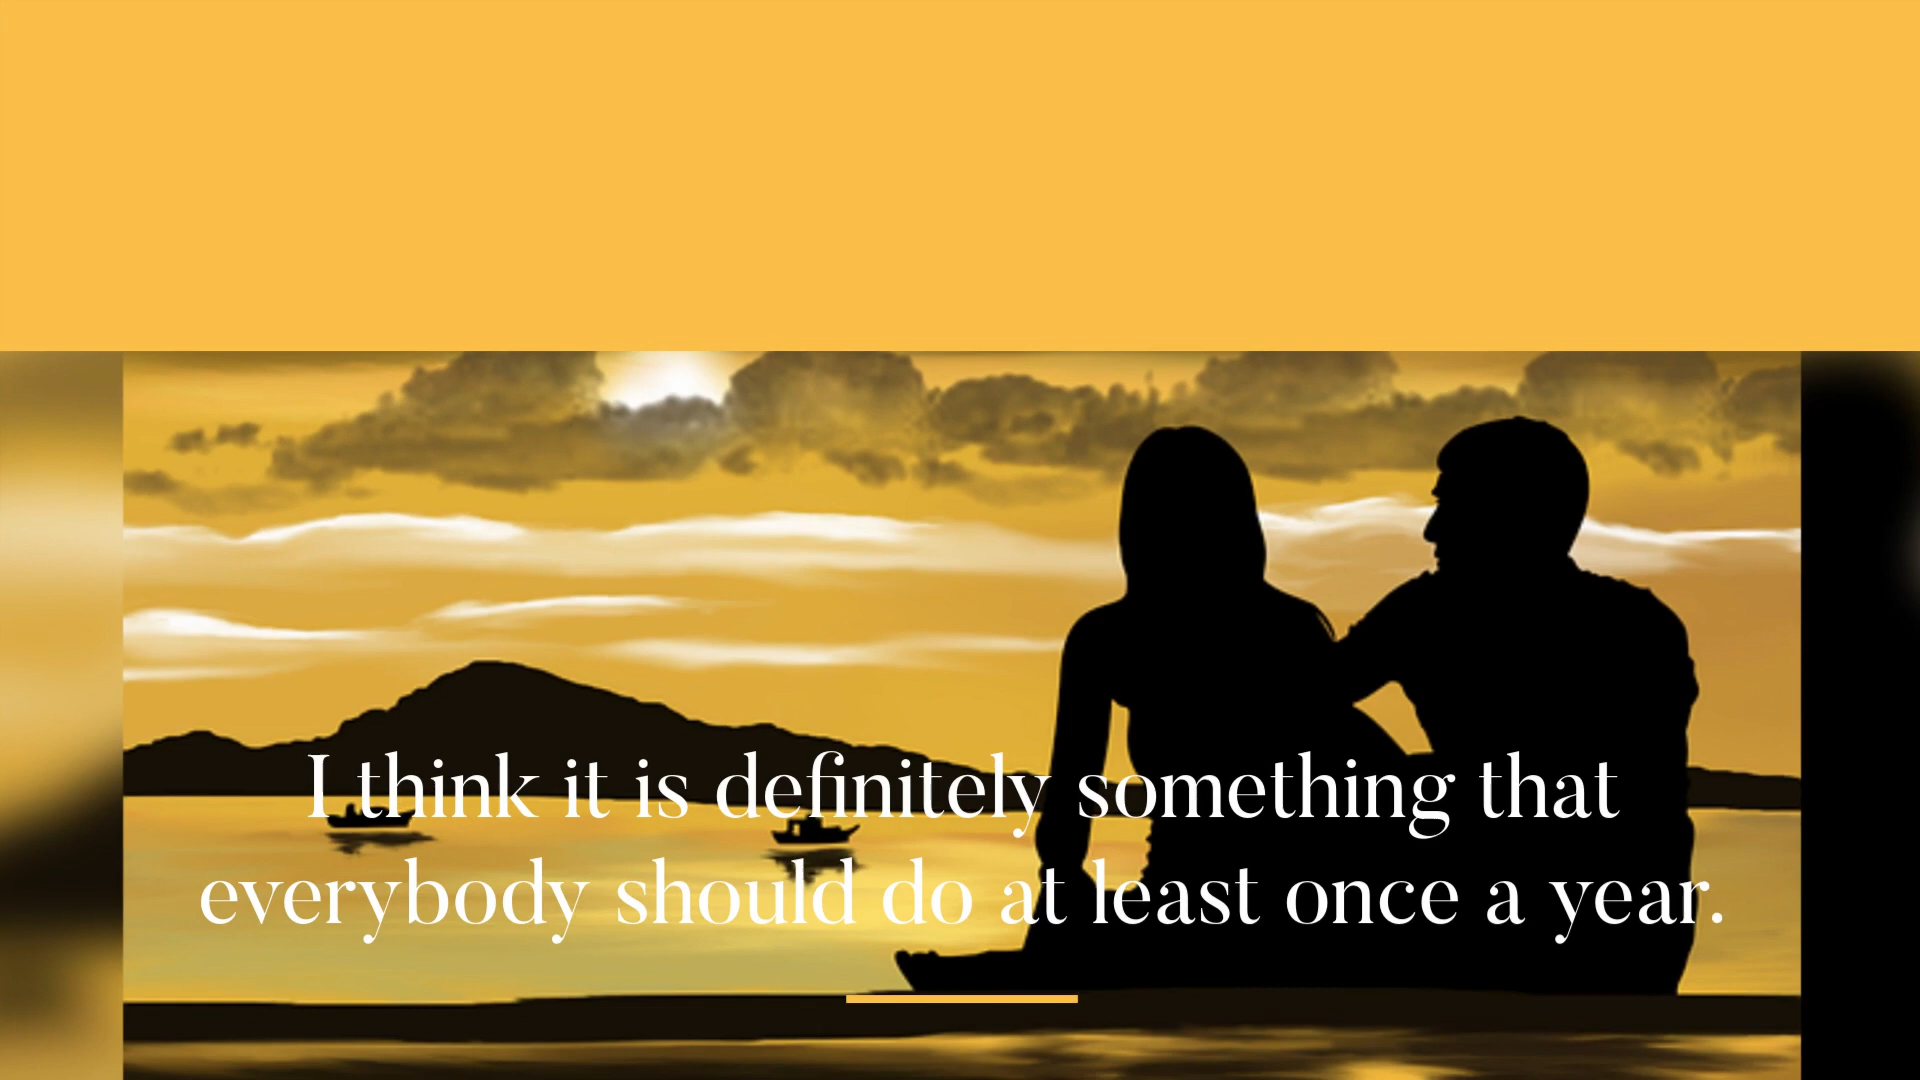 I think it is definitely something that
everybody should do at least once a year.